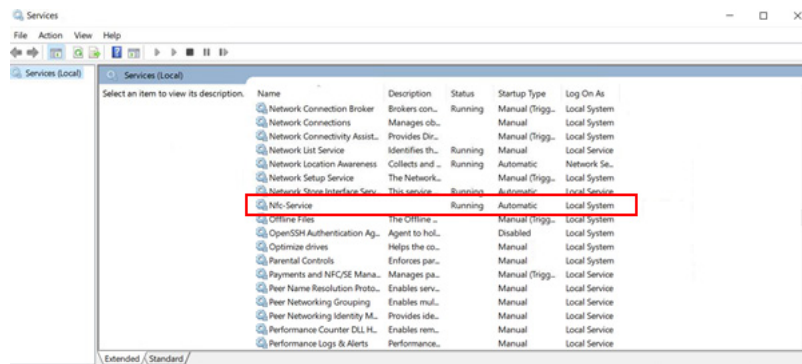 Services
File Action View Help
Services (Local)
Services (Local)
Select an item to view its description.
Name Description Status Startup Type Log On As
Network Connection Broker Brokers con... Running Manual (Trigg... Local System
Network Connections Manages ob... Manual Local System
Network Connectivity Assist... Provides Dir... Manual (Trigg... Local System
Network List Service Identifies th... Running Manual Local Service
Network Location Awareness Collects and ... Running Automatic Network Se...
Network Setup Service The Network... Manual (Trigg... Local System
Network Store Interface Serv... This service... Running Automatic Local Service
Nfc-Service Running Automatic Local System
Offline Files The Offline ... Manual (Trigg... Local System
OpenSSH Authentication Ag... Agent to hol... Disabled Local System
Optimize drives Helps the co... Manual Local System
Parental Controls Enforces par... Manual Local System
Payments and NFC/SE Mana... Manages pa... Manual (Trigg... Local Service
Peer Name Resolution Proto... Enables serv... Manual Local Service
Peer Networking Grouping Enables mul... Manual Local Service
Peer Networking Identity M... Provides ide... Manual Local Service
Performance Counter DLL H... Enables rem... Manual Local Service
Performance Logs & Alerts Performance... Manual Local Service
Extended Standard